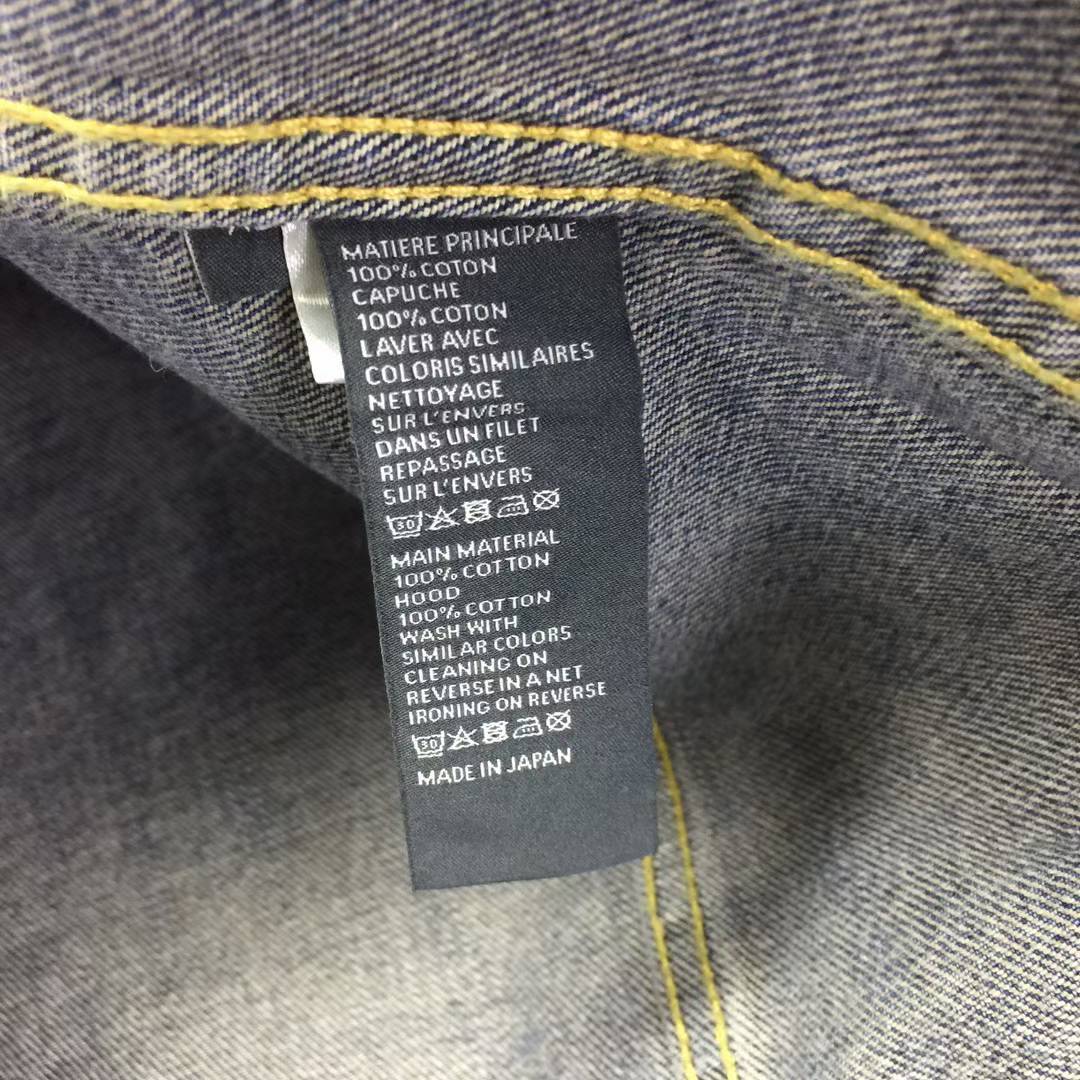 MATIERE PRINCIPALE
100% COTON
CAPUCHE
100% COTON
LAVER AVEC
COLORIS SIMILAIRES
NETTOYAGE
SUR L'ENVERS
DANS UN FILET
REPASSAGE
SUR L'ENVERS
30
MAIN MATERIAL
100% COTTON
HOOD
100% COTTON
WASH WITH
SIMILAR COLORS
CLEANING ON
REVERSE IN A NET
IRONING ON REVERSE
30
MADE IN JAPAN